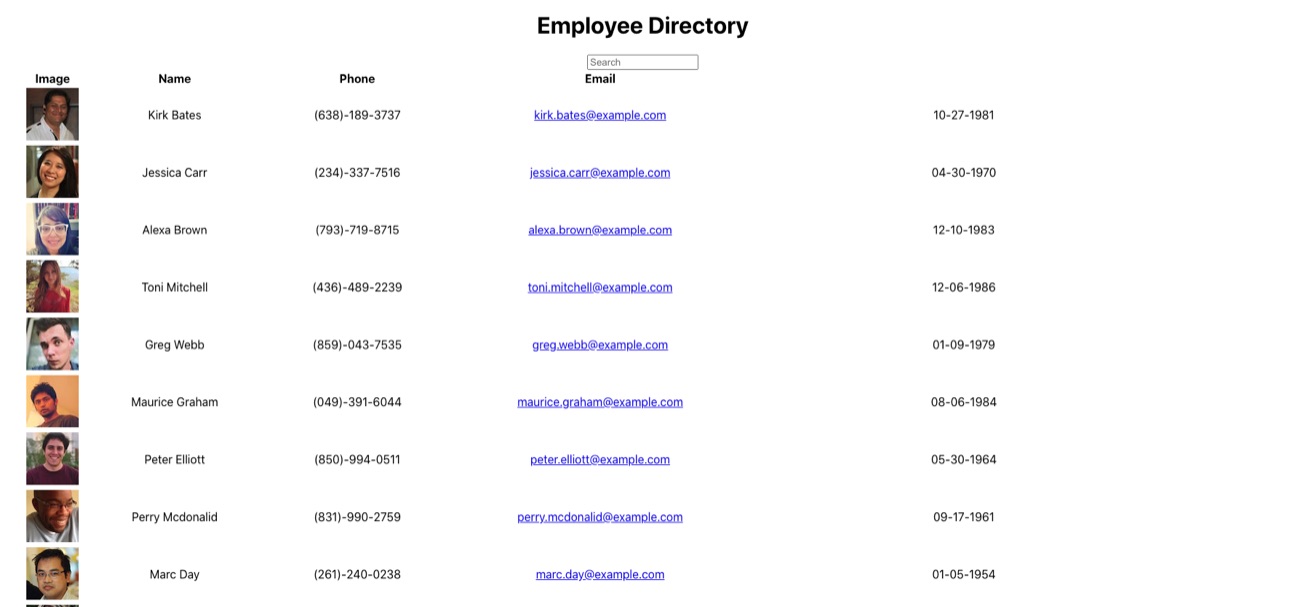 Employee Directory
Search
Image Name Phone Email
Kirk Bates (638)-189-3737 kirk.bates@example.com 10-27-1981
Jessica Carr (234)-337-7516 jessica.carr@example.com 04-30-1970
Alexa Brown (793)-719-8715 alexa.brown@example.com 12-10-1983
Toni Mitchell (436)-489-2239 toni.mitchell@example.com 12-06-1986
Greg Webb (859)-043-7535 greg.webb@example.com 01-09-1979
Maurice Graham (049)-391-6044 maurice.graham@example.com 08-06-1984
Peter Elliott (850)-994-0511 peter.elliott@example.com 05-30-1964
Perry Mcdonalid (831)-990-2759 perry.mcdonalid@example.com 09-17-1961
Marc Day (261)-240-0238 marc.day@example.com 01-05-1954